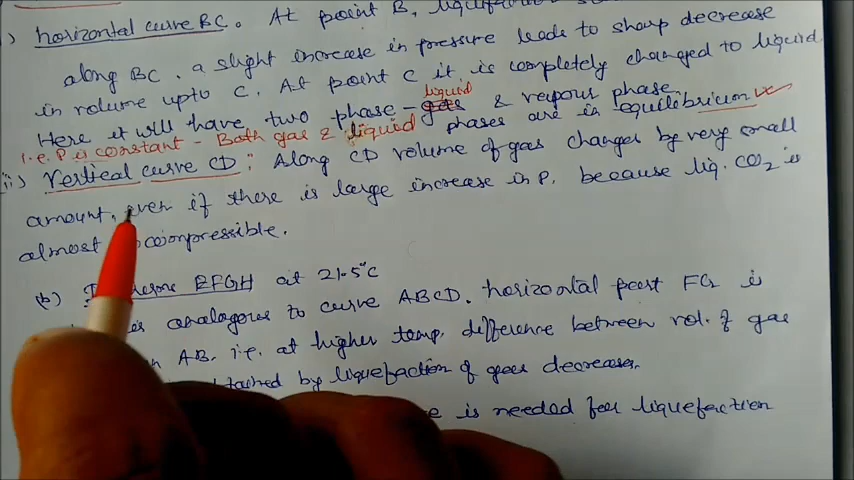 ) horizontal curve BC. At point B,
along BC. a slight increase in pressure leads to sharp decrease
in volume upto C. At point C it is completely changed to liquid
Here it will have two phase - liquid & vapour phase.
i.e. P is constant - Both gas & liquid phases are in equilibrium
ii) Vertical curve CD : Along CD volume of gas changes by very small
amount, even if there is large increase in P. because liq. CO2 is
almost
(b) EFGH at 21.5°C
analogous to curve ABCD. horizontal part FG is
AB. i.e. at higher temp. difference between vol. of gas
by liquefaction of gas decreases.
is needed for liquefaction